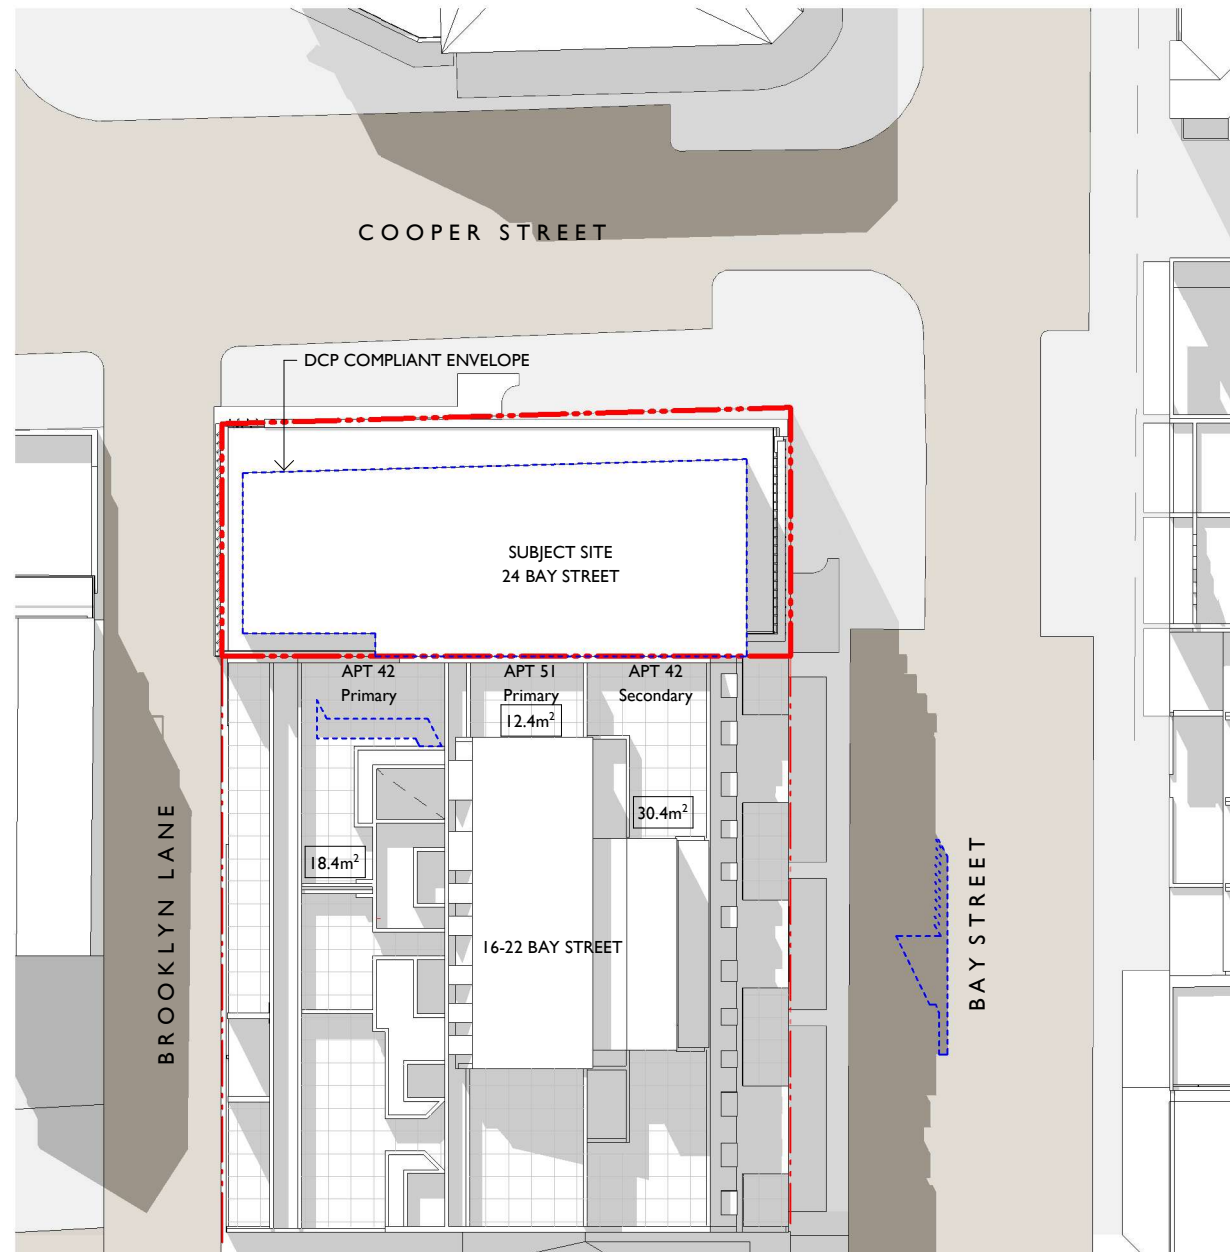 COOPER STREET
DCP COMPLIANT ENVELOPE
SUBJECT SITE
24 BAY STREET
APT 42
Primary
APT 51
Primary
12.4m²
APT 42
Secondary
30.4m²
18.4m²
16-22 BAY STREET
BROOKLYN LANE
BAY STREET